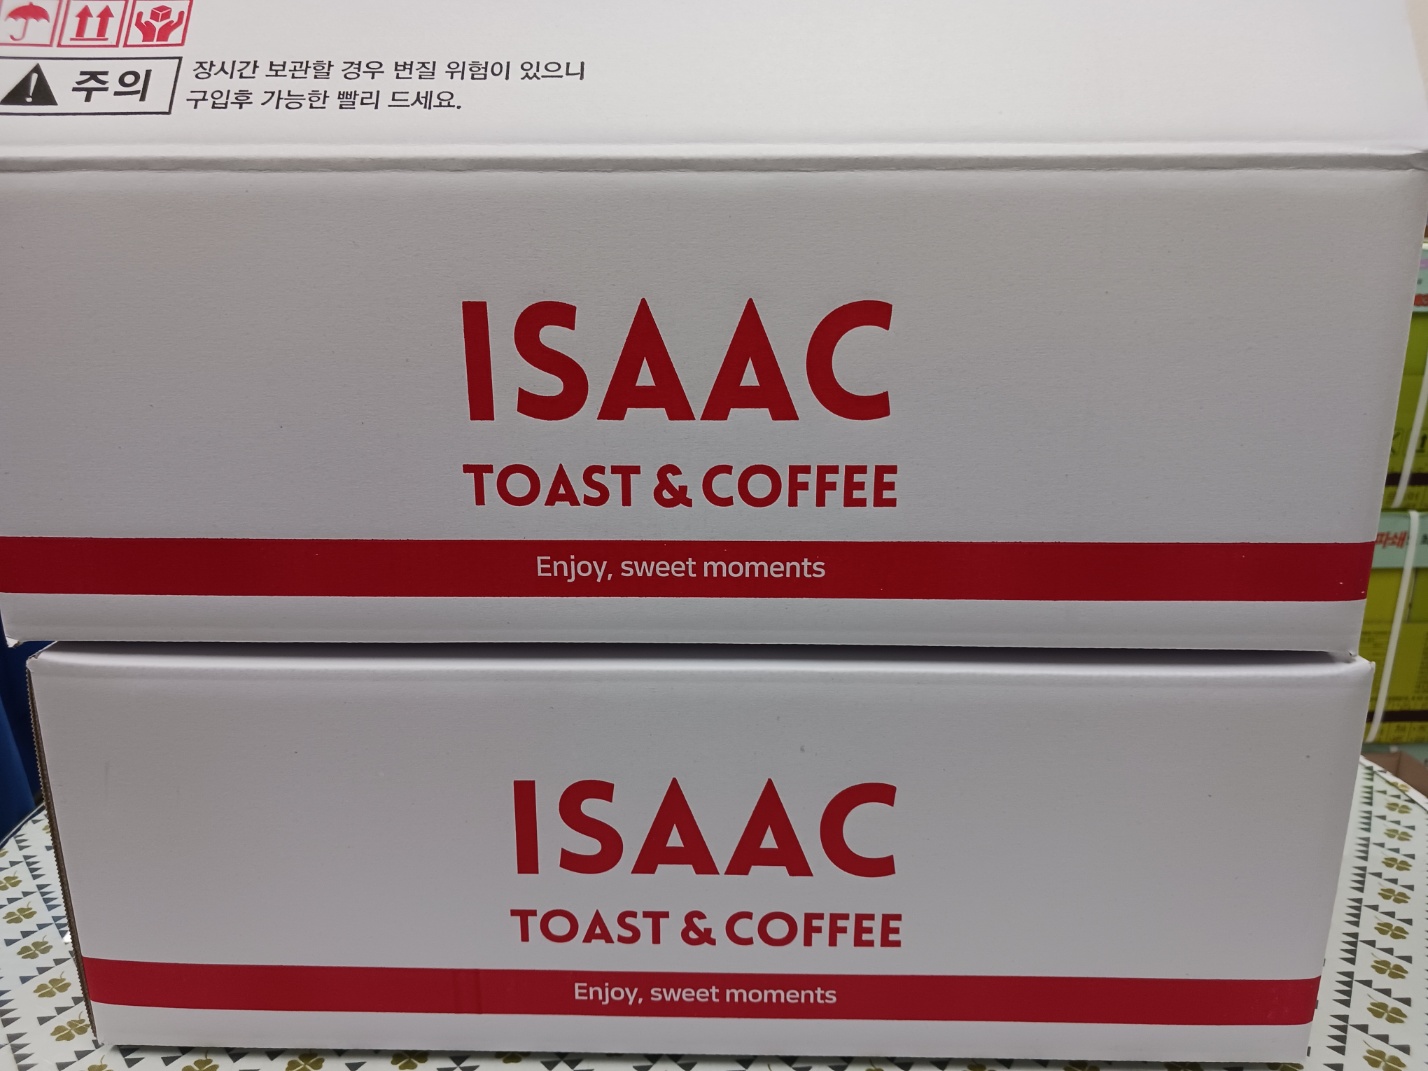 주의
장시간 보관할 경우 변질 위험이 있으니
구입후 가능한 빨리 드세요.
ISAAC
TOAST & COFFEE
Enjoy, sweet moments
ISAAC
TOAST & COFFEE
Enjoy, sweet moments